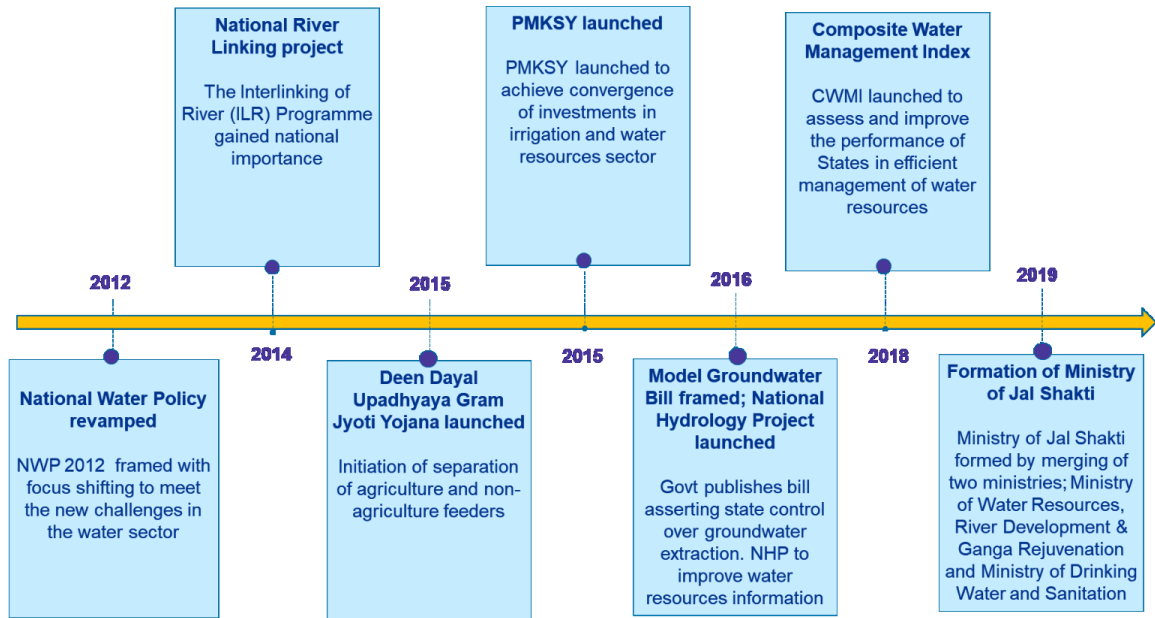 National River
Linking project
The Interlinking of
River (ILR) Programme
gained national
importance
PMKSY launched
PMKSY launched to
achieve convergence
of investments in
irrigation and water
resources sector
Composite Water
Management Index
CWMI launched to
assess and improve
the performance of
States in efficient
management of water
resources
2012
2015
2016
2019
2014
2015
2018
National Water Policy
revamped
NWP 2012 framed with
focus shifting to meet
the new challenges in
the water sector
Deen Dayal
Upadhyaya Gram
Jyoti Yojana launched
Initiation of separation
of agriculture and non-
agriculture feeders
Model Groundwater
Bill framed; National
Hydrology Project
launched
Govt publishes bill
asserting state control
over groundwater
extraction. NHP to
improve water
resources information
Formation of Ministry
of Jal Shakti
Ministry of Jal Shakti
formed by merging of
two ministries; Ministry
of Water Resources,
River Development &
Ganga Rejuvenation
and Ministry of Drinking
Water and Sanitation